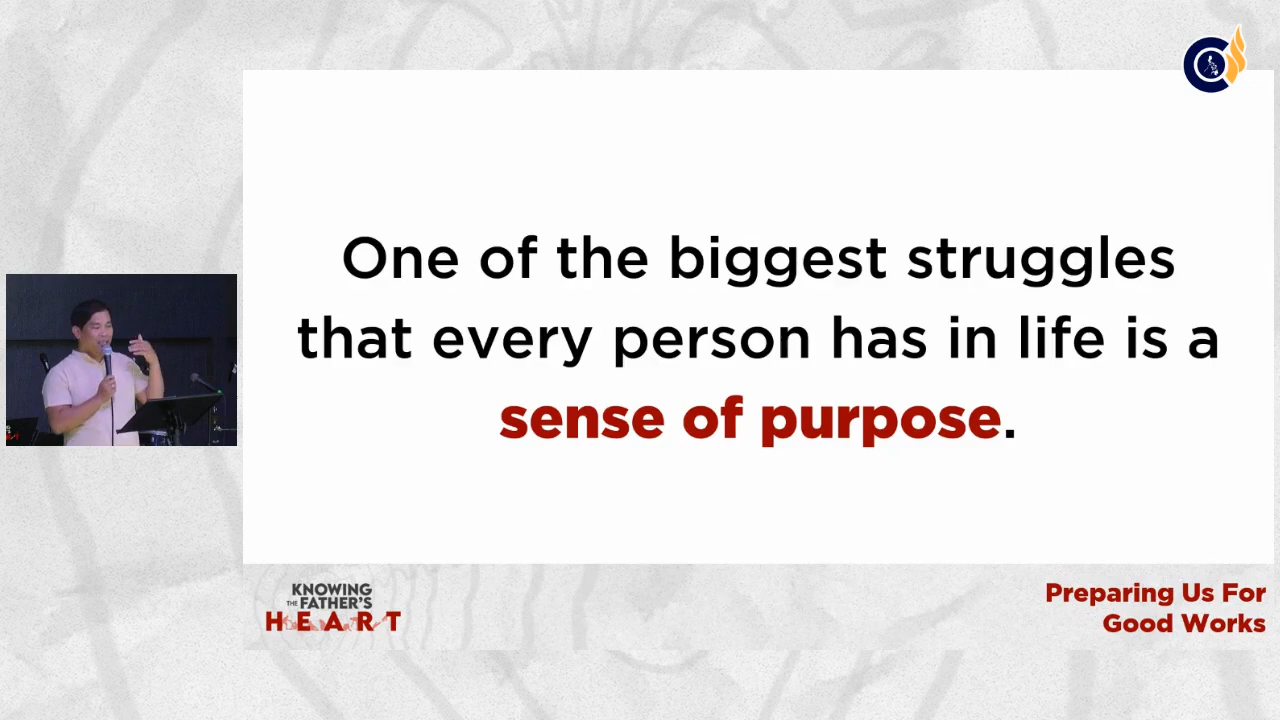 One of the biggest struggles
that every person has in life is a
sense of purpose.
KNOWING
THE FATHER'S
HEART
Preparing Us For
Good Works